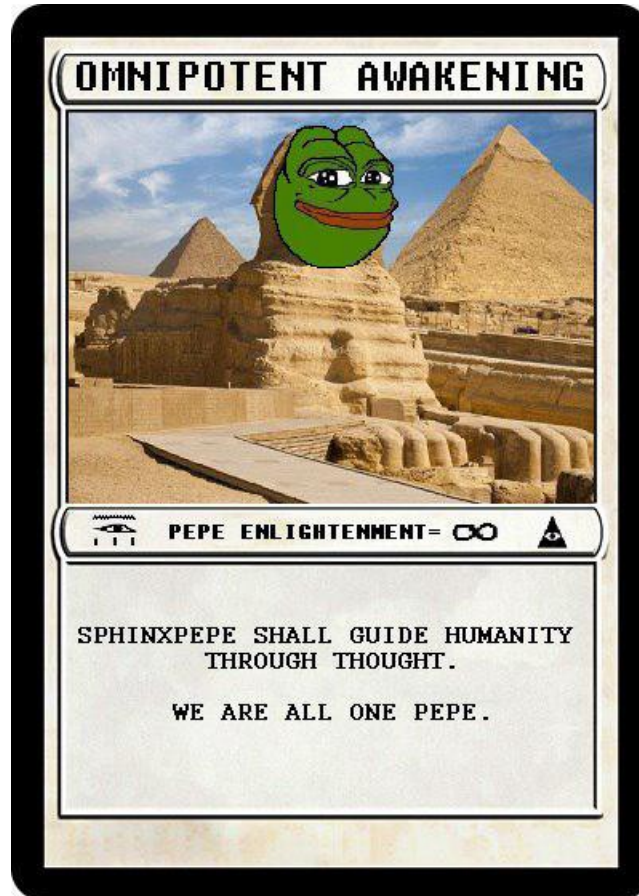 OMNIPOTENT AWAKENING
PEPE ENLIGHTENMENT= ∞
SPHINXPEPE SHALL GUIDE HUMANITY
THROUGH THOUGHT.
WE ARE ALL ONE PEPE.